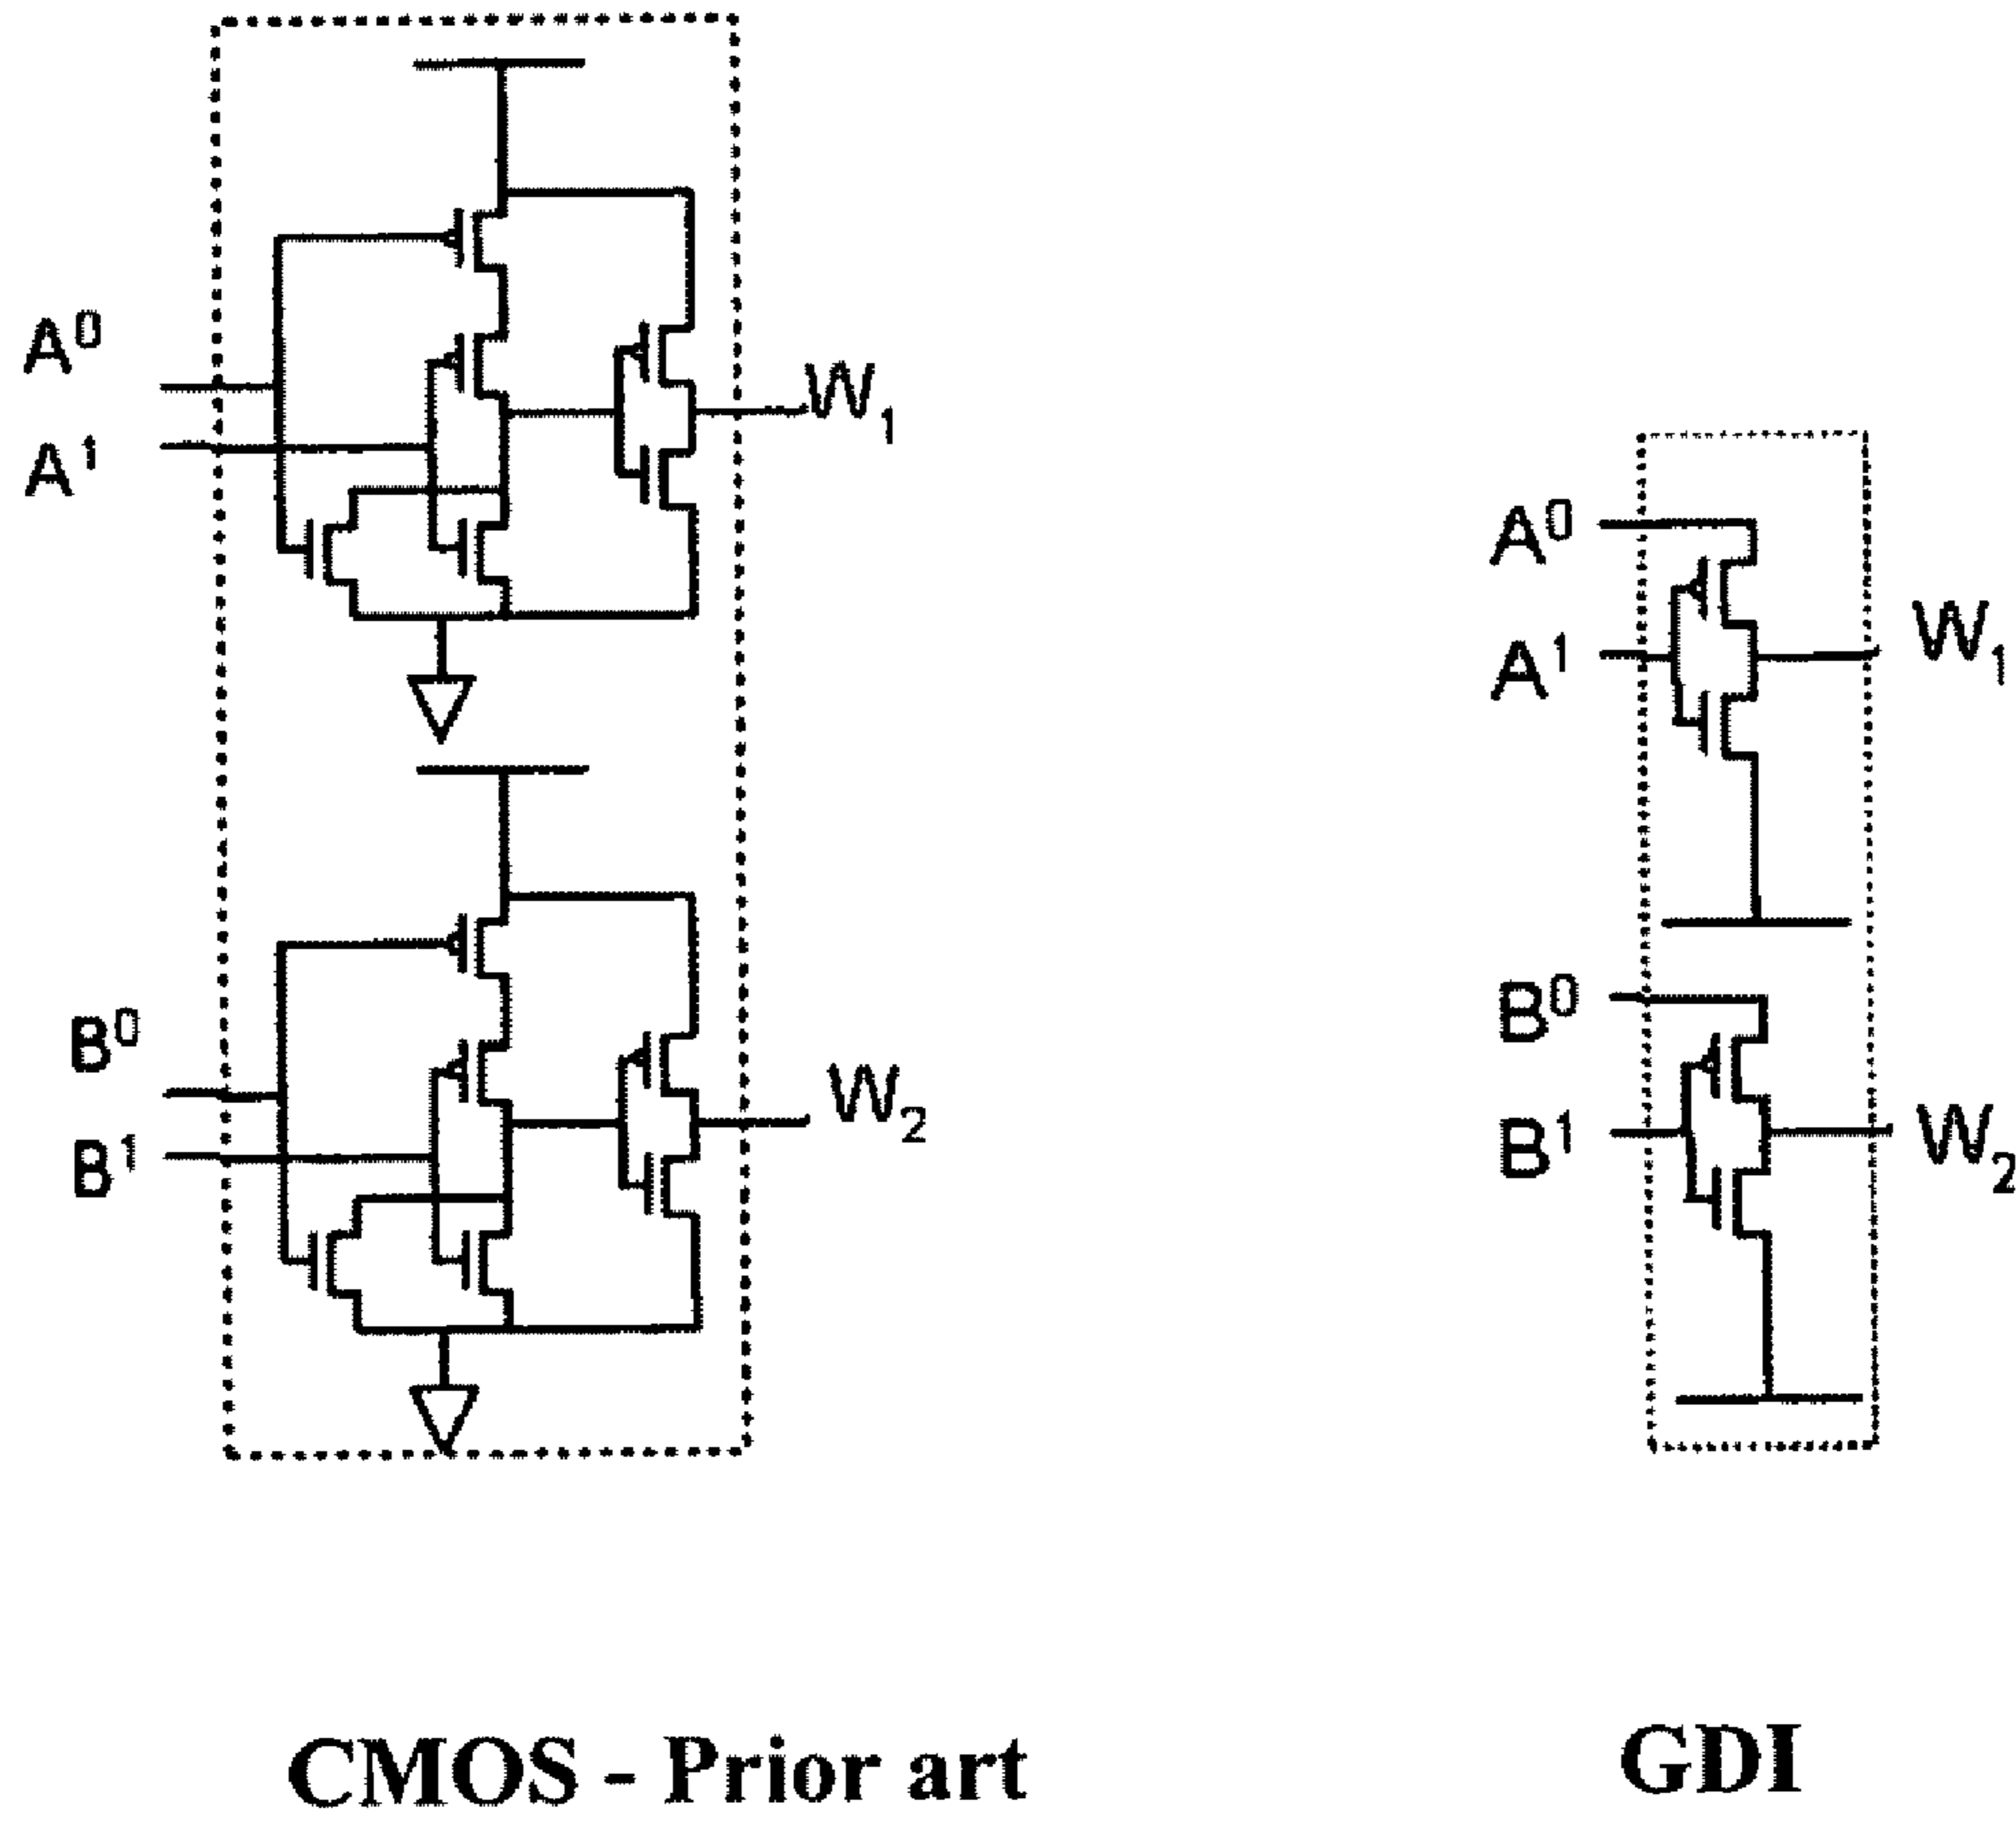 A⁰
A¹
W₁
B⁰
B¹
W₂
A⁰
A¹
W₁
B⁰
B¹
W₂
CMOS - Prior art
GDI